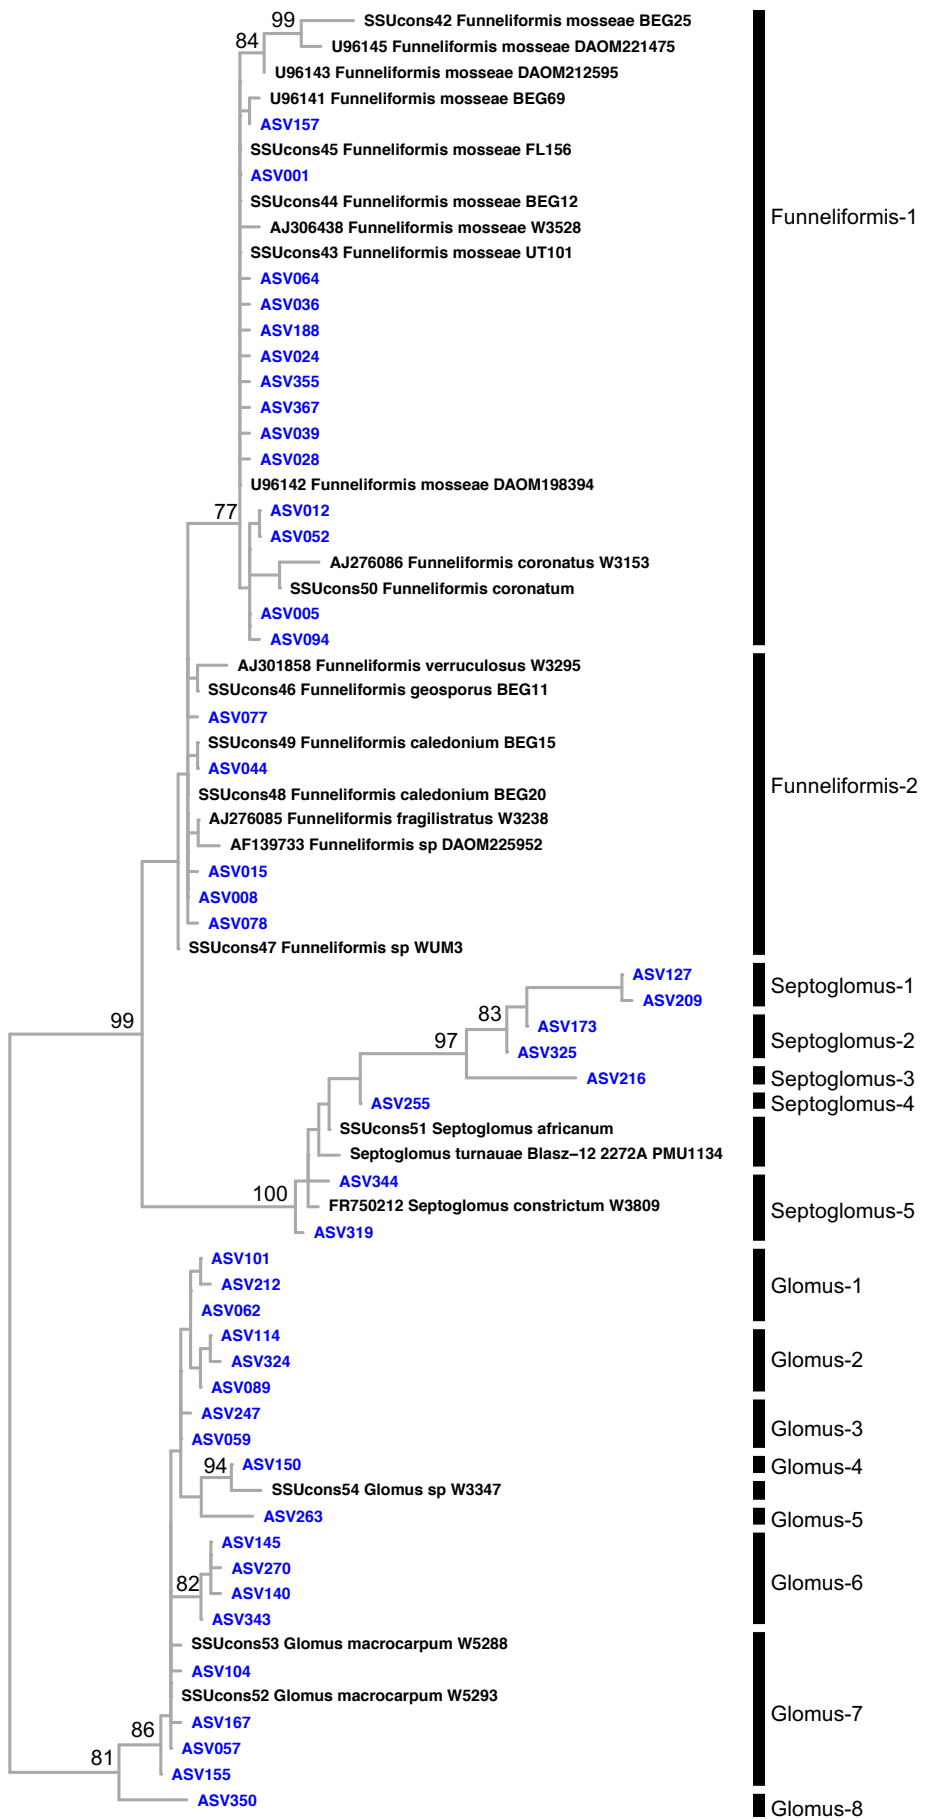 99
SSUcons42 Funneliformis mosseae BEG25
84
U96145 Funneliformis mosseae DAOM221475
U96143 Funneliformis mosseae DAOM212595
U96141 Funneliformis mosseae BEG69
ASV157
SSUcons45 Funneliformis mosseae FL156
ASV001
SSUcons44 Funneliformis mosseae BEG12
Funneliformis-1
AJ306438 Funneliformis mosseae W3528
SSUcons43 Funneliformis mosseae UT101
ASV064
ASV036
ASV188
ASV024
ASV355
ASV367
ASV039
ASV028
U96142 Funneliformis mosseae DAOM198394
77
ASV012
ASV052
AJ276086 Funneliformis coronatus W3153
SSUcons50 Funneliformis coronatum
ASV005
ASV094
AJ301858 Funneliformis verruculosus W3295
SSUcons46 Funneliformis geosporus BEG11
ASV077
SSUcons49 Funneliformis caledonium BEG15
ASV044
Funneliformis-2
SSUcons48 Funneliformis caledonium BEG20
AJ276085 Funneliformis fragilistratus W3238
AF139733 Funneliformis sp DAOM225952
ASV015
ASV008
ASV078
SSUcons47 Funneliformis sp WUM3
ASV127
Septoglomus-1
ASV209
99
83
ASV173
97
Septoglomus-2
ASV325
ASV216
Septoglomus-3
ASV255
Septoglomus-4
SSUcons51 Septoglomus africanum
Septoglomus turnauae Blasz–12 2272A PMU1134
ASV344
100
FR750212 Septoglomus constrictum W3809
Septoglomus-5
ASV319
ASV101
ASV212
Glomus-1
ASV062
ASV114
ASV324
Glomus-2
ASV089
ASV247
Glomus-3
ASV059
94
ASV150
Glomus-4
SSUcons54 Glomus sp W3347
ASV263
Glomus-5
ASV145
ASV270
82
Glomus-6
ASV140
ASV343
SSUcons53 Glomus macrocarpum W5288
ASV104
SSUcons52 Glomus macrocarpum W5293
Glomus-7
ASV167
86
ASV057
81
ASV155
ASV350
Glomus-8